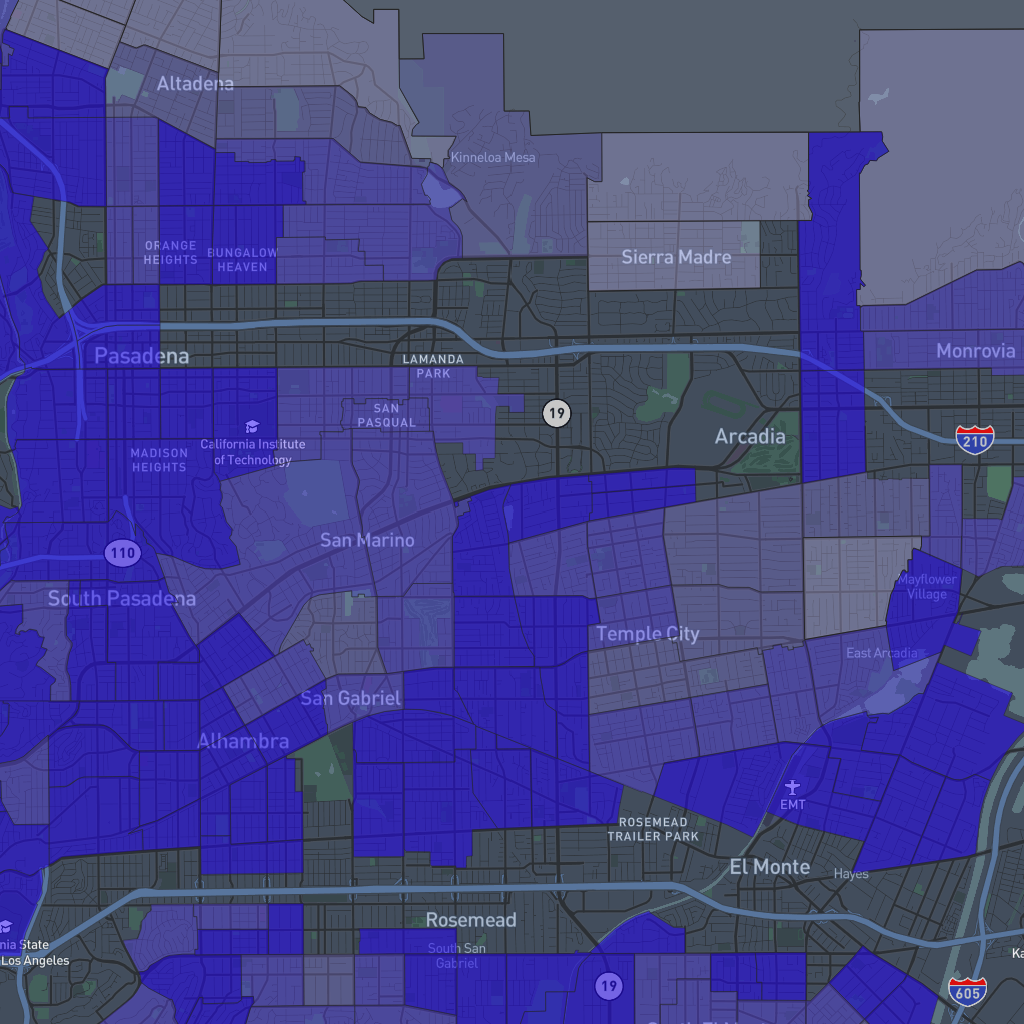 Altadena
Kinneloa Mesa
ORANGE
HEIGHTS
BUNGALOW
HEAVEN
Sierra Madre
Pasadena
LAMANDA
PARK
Monrovia
SAN
PASQUAL
19
Arcadia
210
California Institute
of Technology
MADISON
HEIGHTS
San Marino
110
South Pasadena
Mayflower
Village
Temple City
East Arcadia
San Gabriel
Alhambra
EMT
ROSEMEAD
TRAILER PARK
El Monte
Hayes
Rosemead
nia State
Los Angeles
South San
Gabriel
Ka
19
605